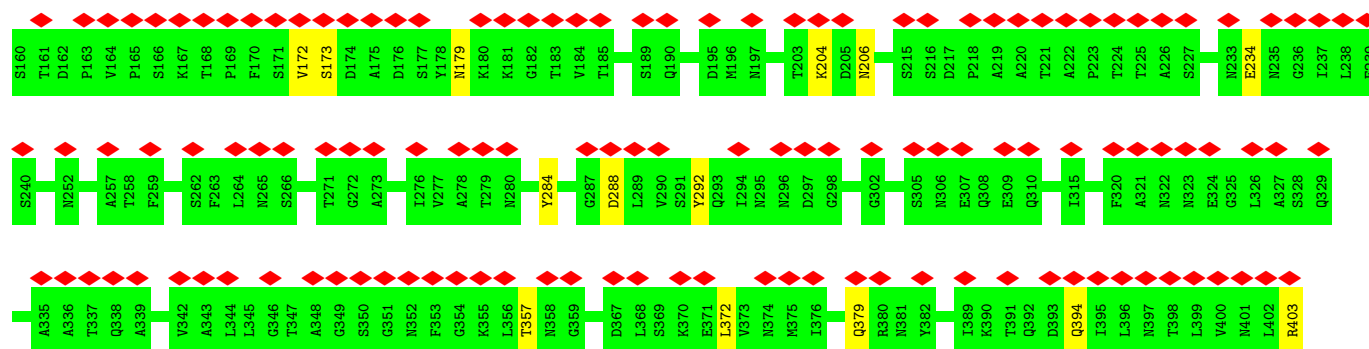 S160 T161 D162 P163 V164 P165 S166 K167 T168 P169 F170 S171 V172 S173 D174 A175 D176 S177 Y178 N179 K180 K181 G182 T183 V184 T185 S189 Q190 D195 M196 N197 T203 K204 D205 N206 S215 S216 D217 P218 A219 A220 T221 A222 P223 T224 T225 A226 S227 N233 E234 N235 G236 I237 L238
S240 N252 A257 T258 F259 S262 F263 L264 N265 S266 T271 G272 A273 I276 V277 A278 T279 N280 Y284 G287 D288 L289 V290 S291 Y292 Q293 I294 N295 N296 D297 G298 G302 S305 N306 E307 Q308 E309 Q310 I315 F320 A321 N322 N323 E324 G325 L326 A327 S328 Q329
A335 A336 T337 Q338 A339 V342 A343 L344 L345 G346 T347 A348 G349 S350 G351 N352 F353 G354 K355 L356 T357 N358 G359 D367 L368 S369 K370 E371 L372 V373 N374 M375 I376 Q379 R380 N381 Y382 I389 K390 T391 Q392 D393 Q394 I395 L396 N397 T398 L399 V400 N401 L402 R403